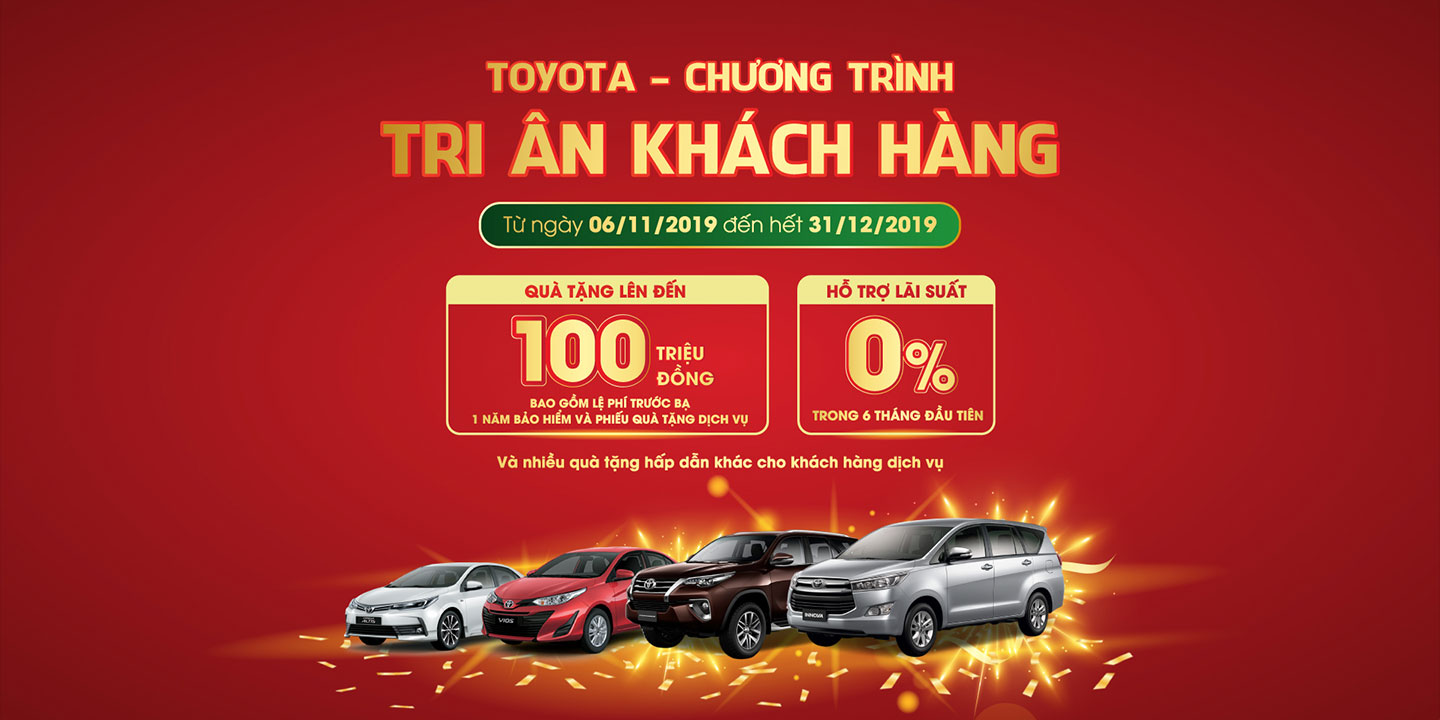 TOYOTA – CHƯƠNG TRÌNH
TRI ÂN KHÁCH HÀNG
Từ ngày 06/11/2019 đến hết 31/12/2019
QUÀ TẶNG LÊN ĐẾN
100 TRIỆU ĐỒNG
BAO GỒM LỆ PHÍ TRƯỚC BẠ
1 NĂM BẢO HIỂM VÀ PHIẾU QUÀ TẶNG DỊCH VỤ
HỖ TRỢ LÃI SUẤT
0%
TRONG 6 THÁNG ĐẦU TIÊN
Và nhiều quà tặng hấp dẫn khác cho khách hàng dịch vụ
ALTIS
VIOS
INNOVA